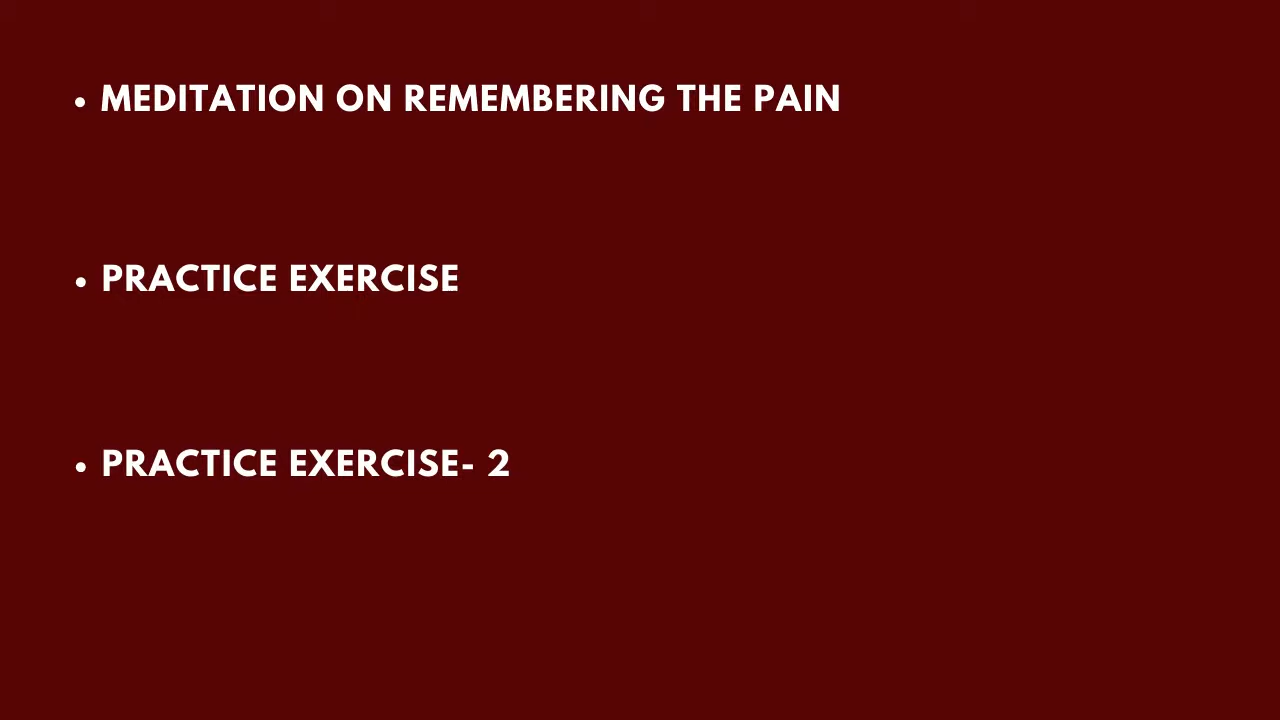 • MEDITATION ON REMEMBERING THE PAIN
• PRACTICE EXERCISE
• PRACTICE EXERCISE- 2